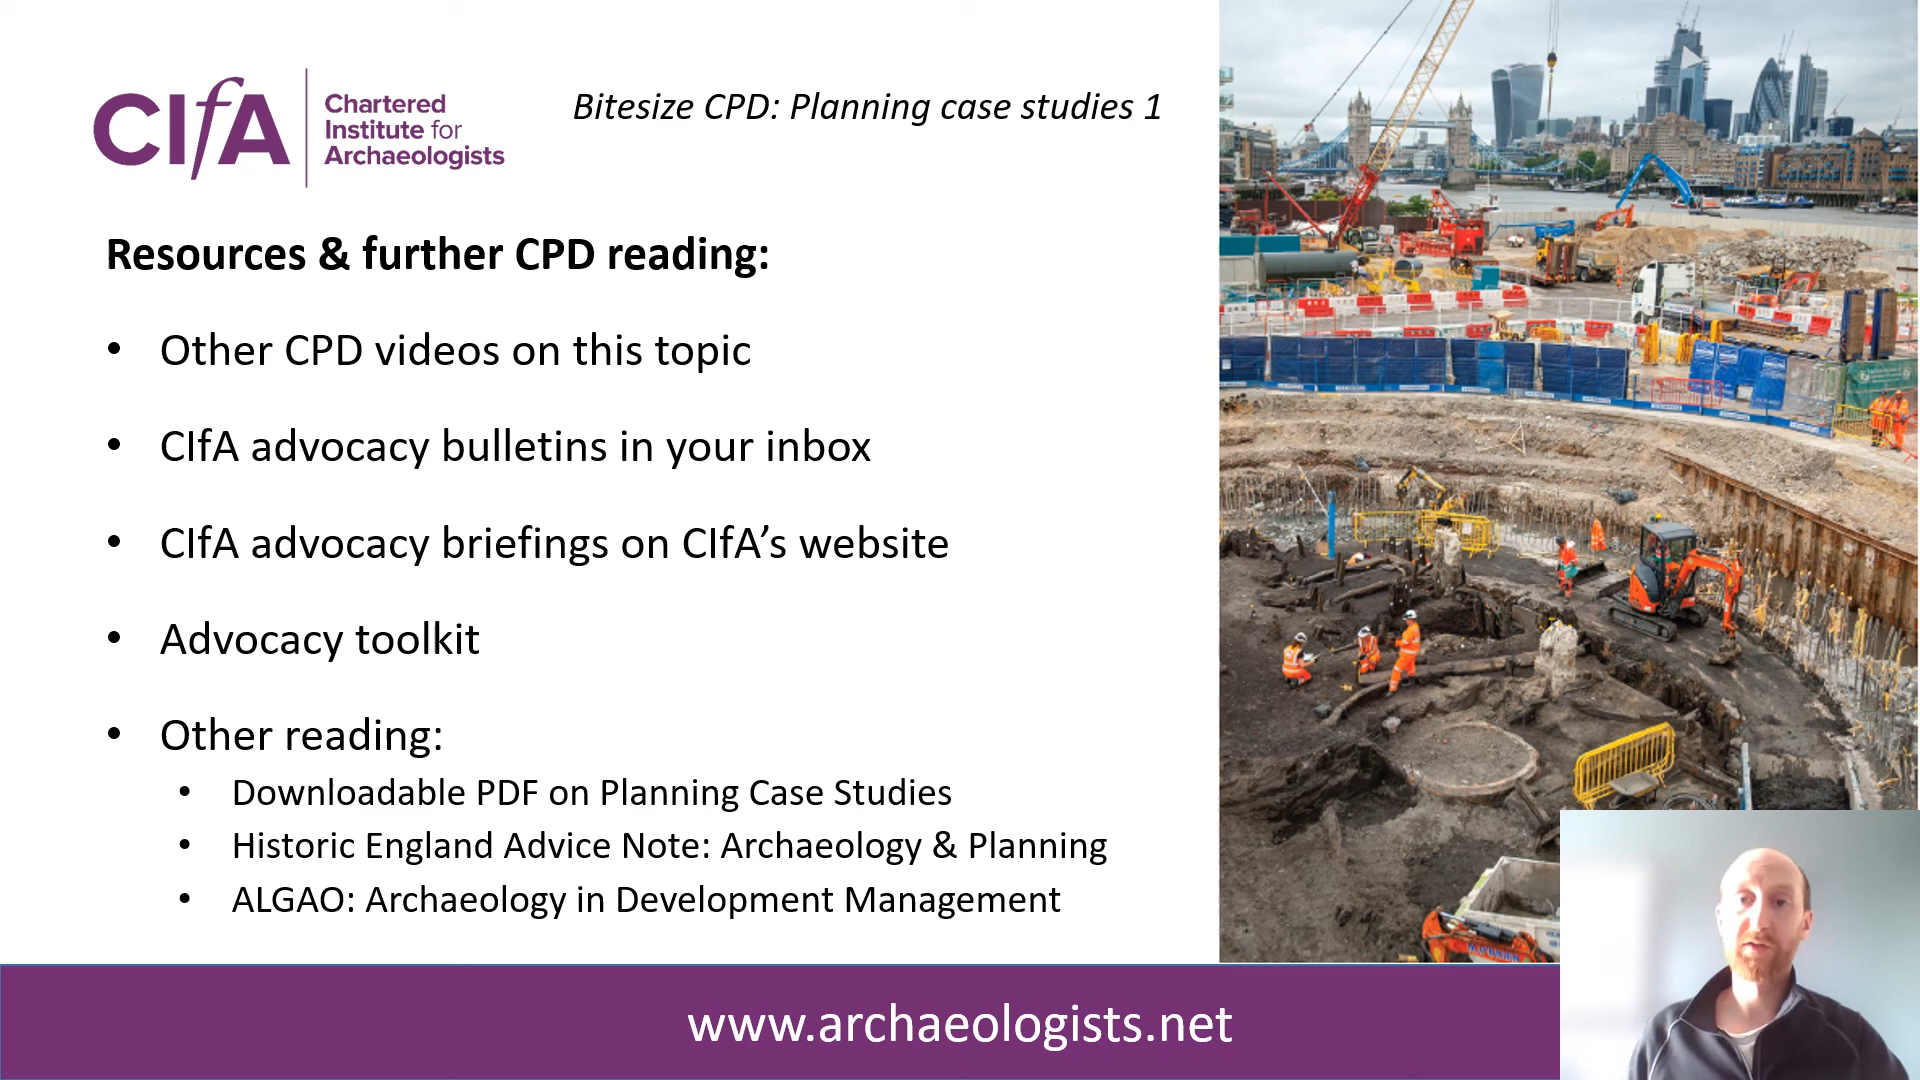 CIfA
Chartered
Institute for
Archaeologists
Bitesize CPD: Planning case studies 1
Resources & further CPD reading:
• Other CPD videos on this topic
• CIfA advocacy bulletins in your inbox
• CIfA advocacy briefings on CIfA’s website
• Advocacy toolkit
• Other reading:
• Downloadable PDF on Planning Case Studies
• Historic England Advice Note: Archaeology & Planning
• ALGAO: Archaeology in Development Management
www.archaeologists.net